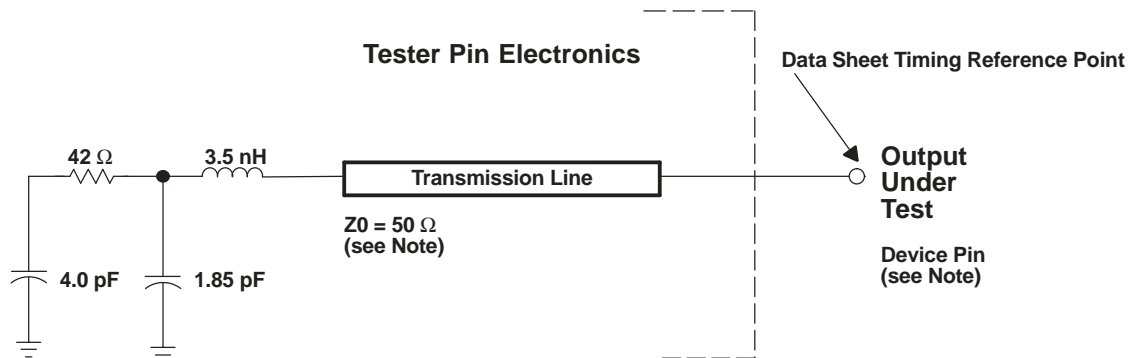 Tester Pin Electronics
Data Sheet Timing Reference Point
42 Ω
3.5 nH
Transmission Line
Output
Under
Test
Z0 = 50 Ω
(see Note)
Device Pin
(see Note)
4.0 pF
1.85 pF